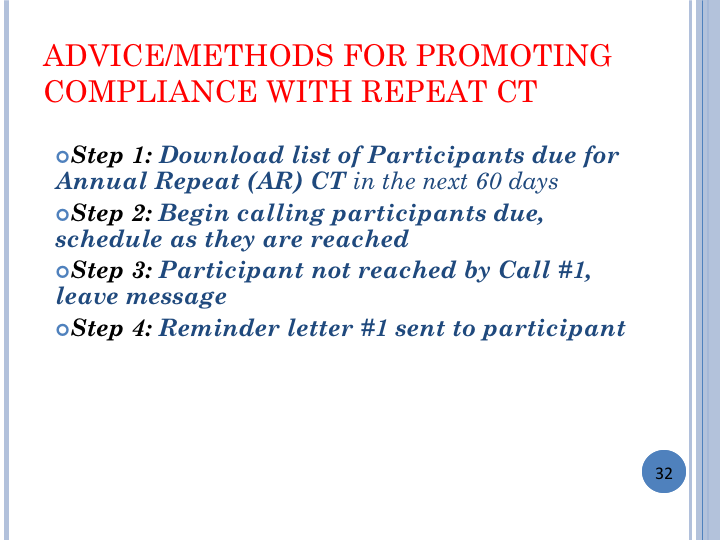 ADVICE/METHODS FOR PROMOTING
COMPLIANCE WITH REPEAT CT
Step 1: Download list of Participants due for
Annual Repeat (AR) CT in the next 60 days
Step 2: Begin calling participants due,
schedule as they are reached
Step 3: Participant not reached by Call #1,
leave message
Step 4: Reminder letter #1 sent to participant
32